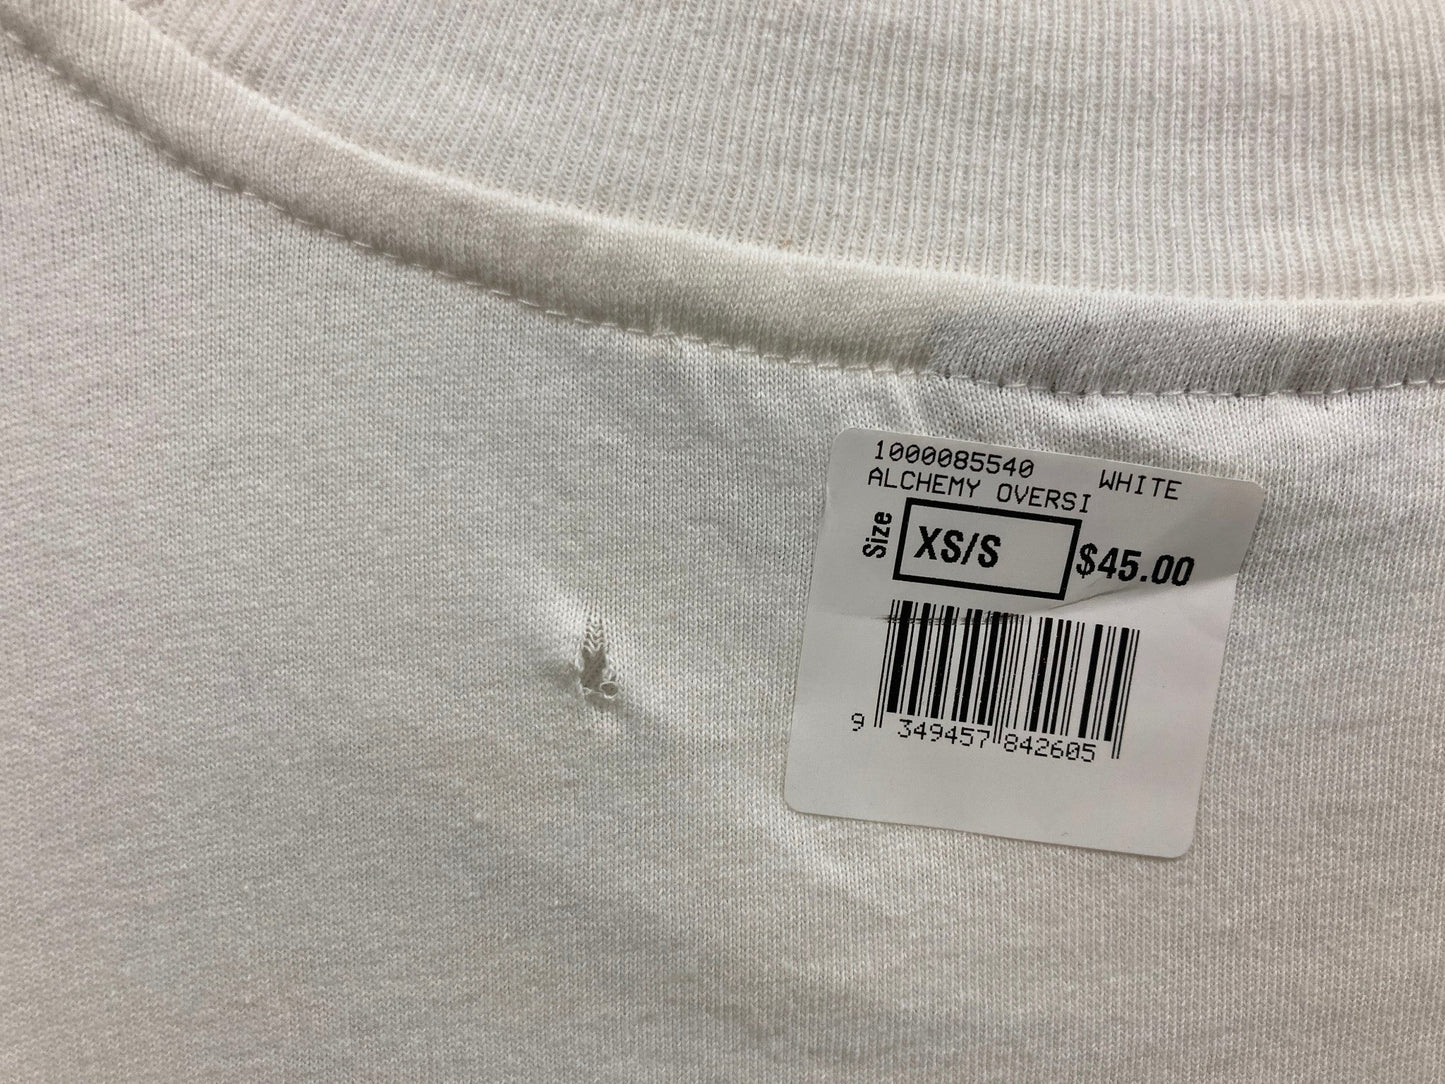 1000085540 WHITE
ALCHEMY OVERSI
Size XS/S $45.00
9 349457 842605